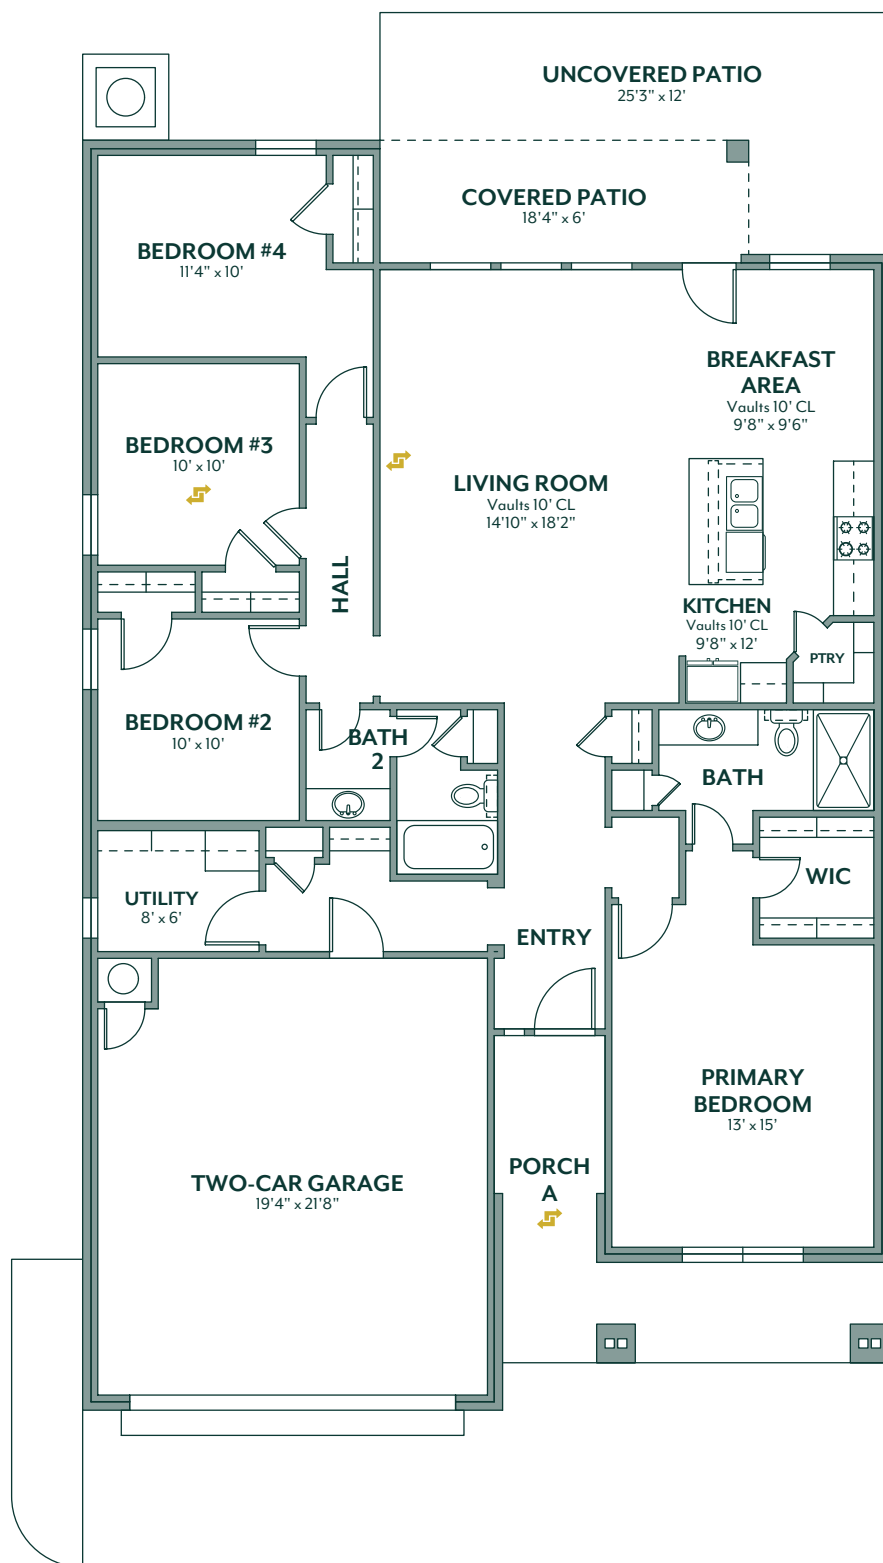 UNCOVERED PATIO
25'3" x 12'
COVERED PATIO
18'4" x 6'
BEDROOM #4
11'4" x 10'
BREAKFAST
AREA
Vaults 10' CL
9'8" x 9'6"
BEDROOM #3
10' x 10'
LIVING ROOM
Vaults 10' CL
14'10" x 18'2"
HALL
KITCHEN
Vaults 10' CL
9'8" x 12'
PTRY
BEDROOM #2
10' x 10'
BATH
2
BATH
WIC
UTILITY
8' x 6'
ENTRY
PRIMARY
BEDROOM
13' x 15'
TWO-CAR GARAGE
19'4" x 21'8"
PORCH
A